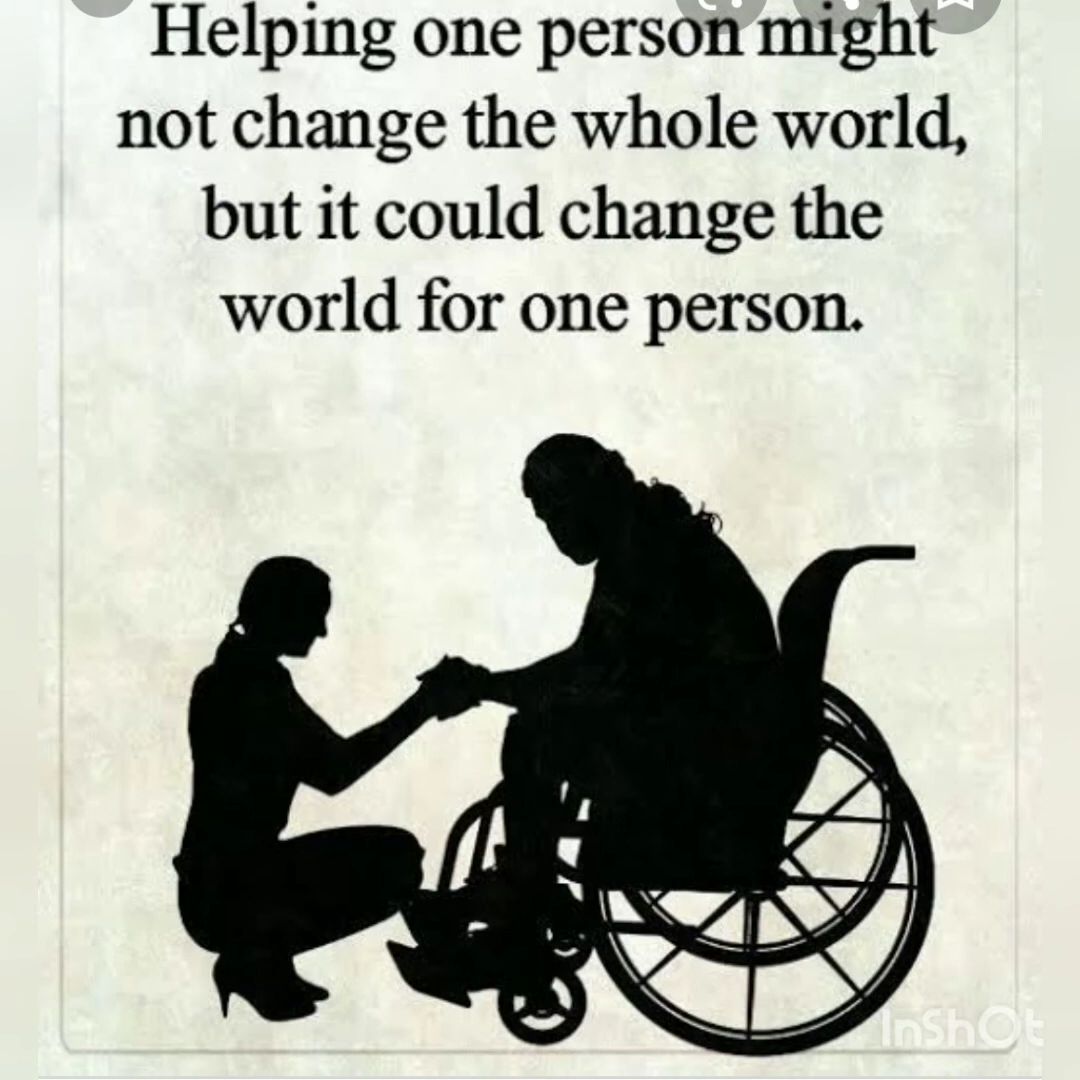 Helping one person might
not change the whole world,
but it could change the
world for one person.
InShOt